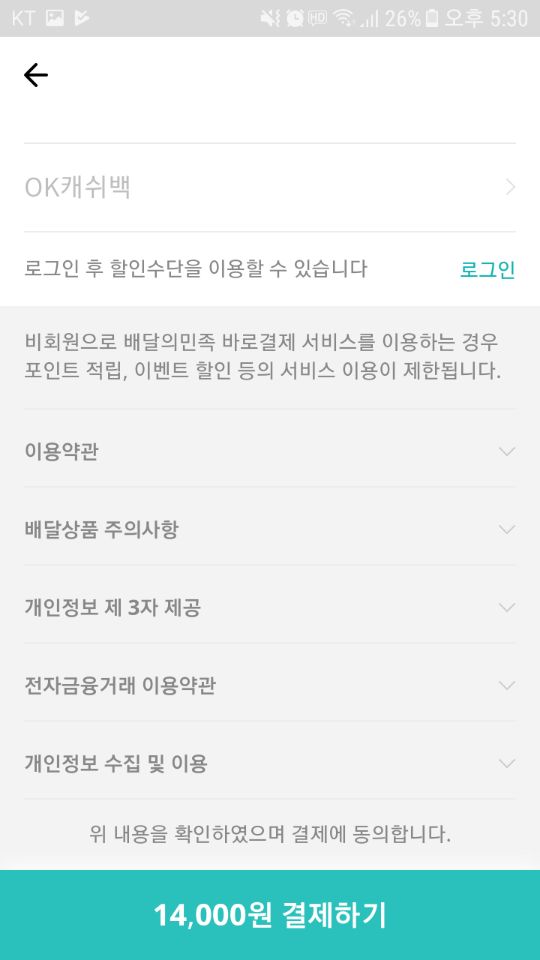 KT HD 26% 오후 5:30
OK캐쉬백
로그인 후 할인수단을 이용할 수 있습니다 로그인
비회원으로 배달의민족 바로결제 서비스를 이용하는 경우
포인트 적립, 이벤트 할인 등의 서비스 이용이 제한됩니다.
이용약관
배달상품 주의사항
개인정보 제 3자 제공
전자금융거래 이용약관
개인정보 수집 및 이용
위 내용을 확인하였으며 결제에 동의합니다.
14,000원 결제하기